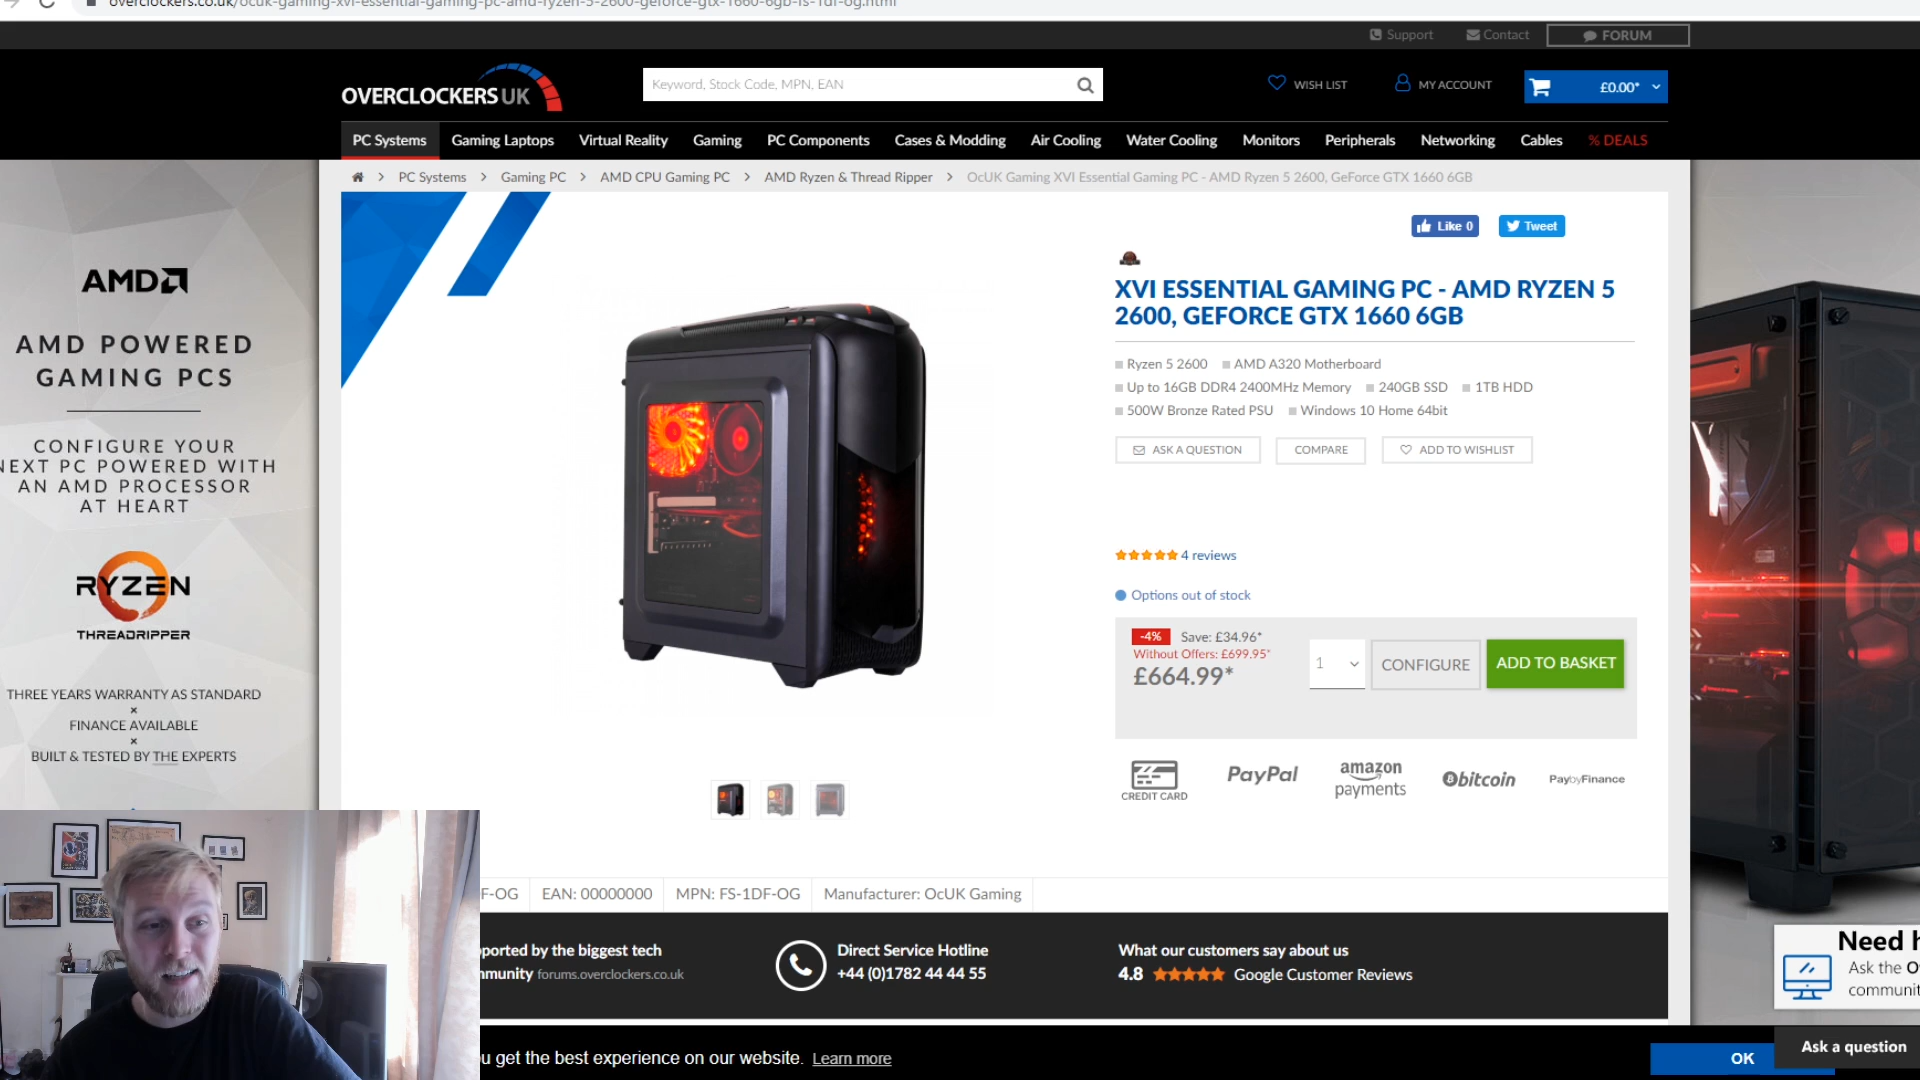 overclockers.co.uk/ocuk-gaming-xvi-essential-gaming-pc-amd-ryzen-5-2600-geforce-gtx-1660-6gb-fs-1df-og.html
Support Contact FORUM
OVERCLOCKERS UK
Keyword, Stock Code, MPN, EAN
WISH LIST
MY ACCOUNT
£0.00*
PC Systems Gaming Laptops Virtual Reality Gaming PC Components Cases & Modding Air Cooling Water Cooling Monitors Peripherals Networking Cables % DEALS
PC Systems > Gaming PC > AMD CPU Gaming PC > AMD Ryzen & Thread Ripper > OcUK Gaming XVI Essential Gaming PC - AMD Ryzen 5 2600, GeForce GTX 1660 6GB
Like 0
Tweet
AMD
AMD POWERED
GAMING PCS
CONFIGURE YOUR
NEXT PC POWERED WITH
AN AMD PROCESSOR
AT HEART
RYZEN
THREADRIPPER
THREE YEARS WARRANTY AS STANDARD
×
FINANCE AVAILABLE
×
BUILT & TESTED BY THE EXPERTS
XVI ESSENTIAL GAMING PC - AMD RYZEN 5
2600, GEFORCE GTX 1660 6GB
Ryzen 5 2600 AMD A320 Motherboard
Up to 16GB DDR4 2400MHz Memory 240GB SSD 1TB HDD
500W Bronze Rated PSU Windows 10 Home 64bit
ASK A QUESTION
COMPARE
ADD TO WISHLIST
4 reviews
Options out of stock
-4% Save: £34.96*
Without Offers: £699.95*
£664.99*
1
CONFIGURE
ADD TO BASKET
CREDIT CARD
PayPal
amazon
payments
bitcoin
PaybyFinance
F-OG
EAN: 00000000
MPN: FS-1DF-OG
Manufacturer: OcUK Gaming
pported by the biggest tech
mmunity forums.overclockers.co.uk
Direct Service Hotline
+44 (0)1782 44 44 55
What our customers say about us
4.8 Google Customer Reviews
Need h
Ask the O
communit
u get the best experience on our website. Learn more
OK
Ask a question